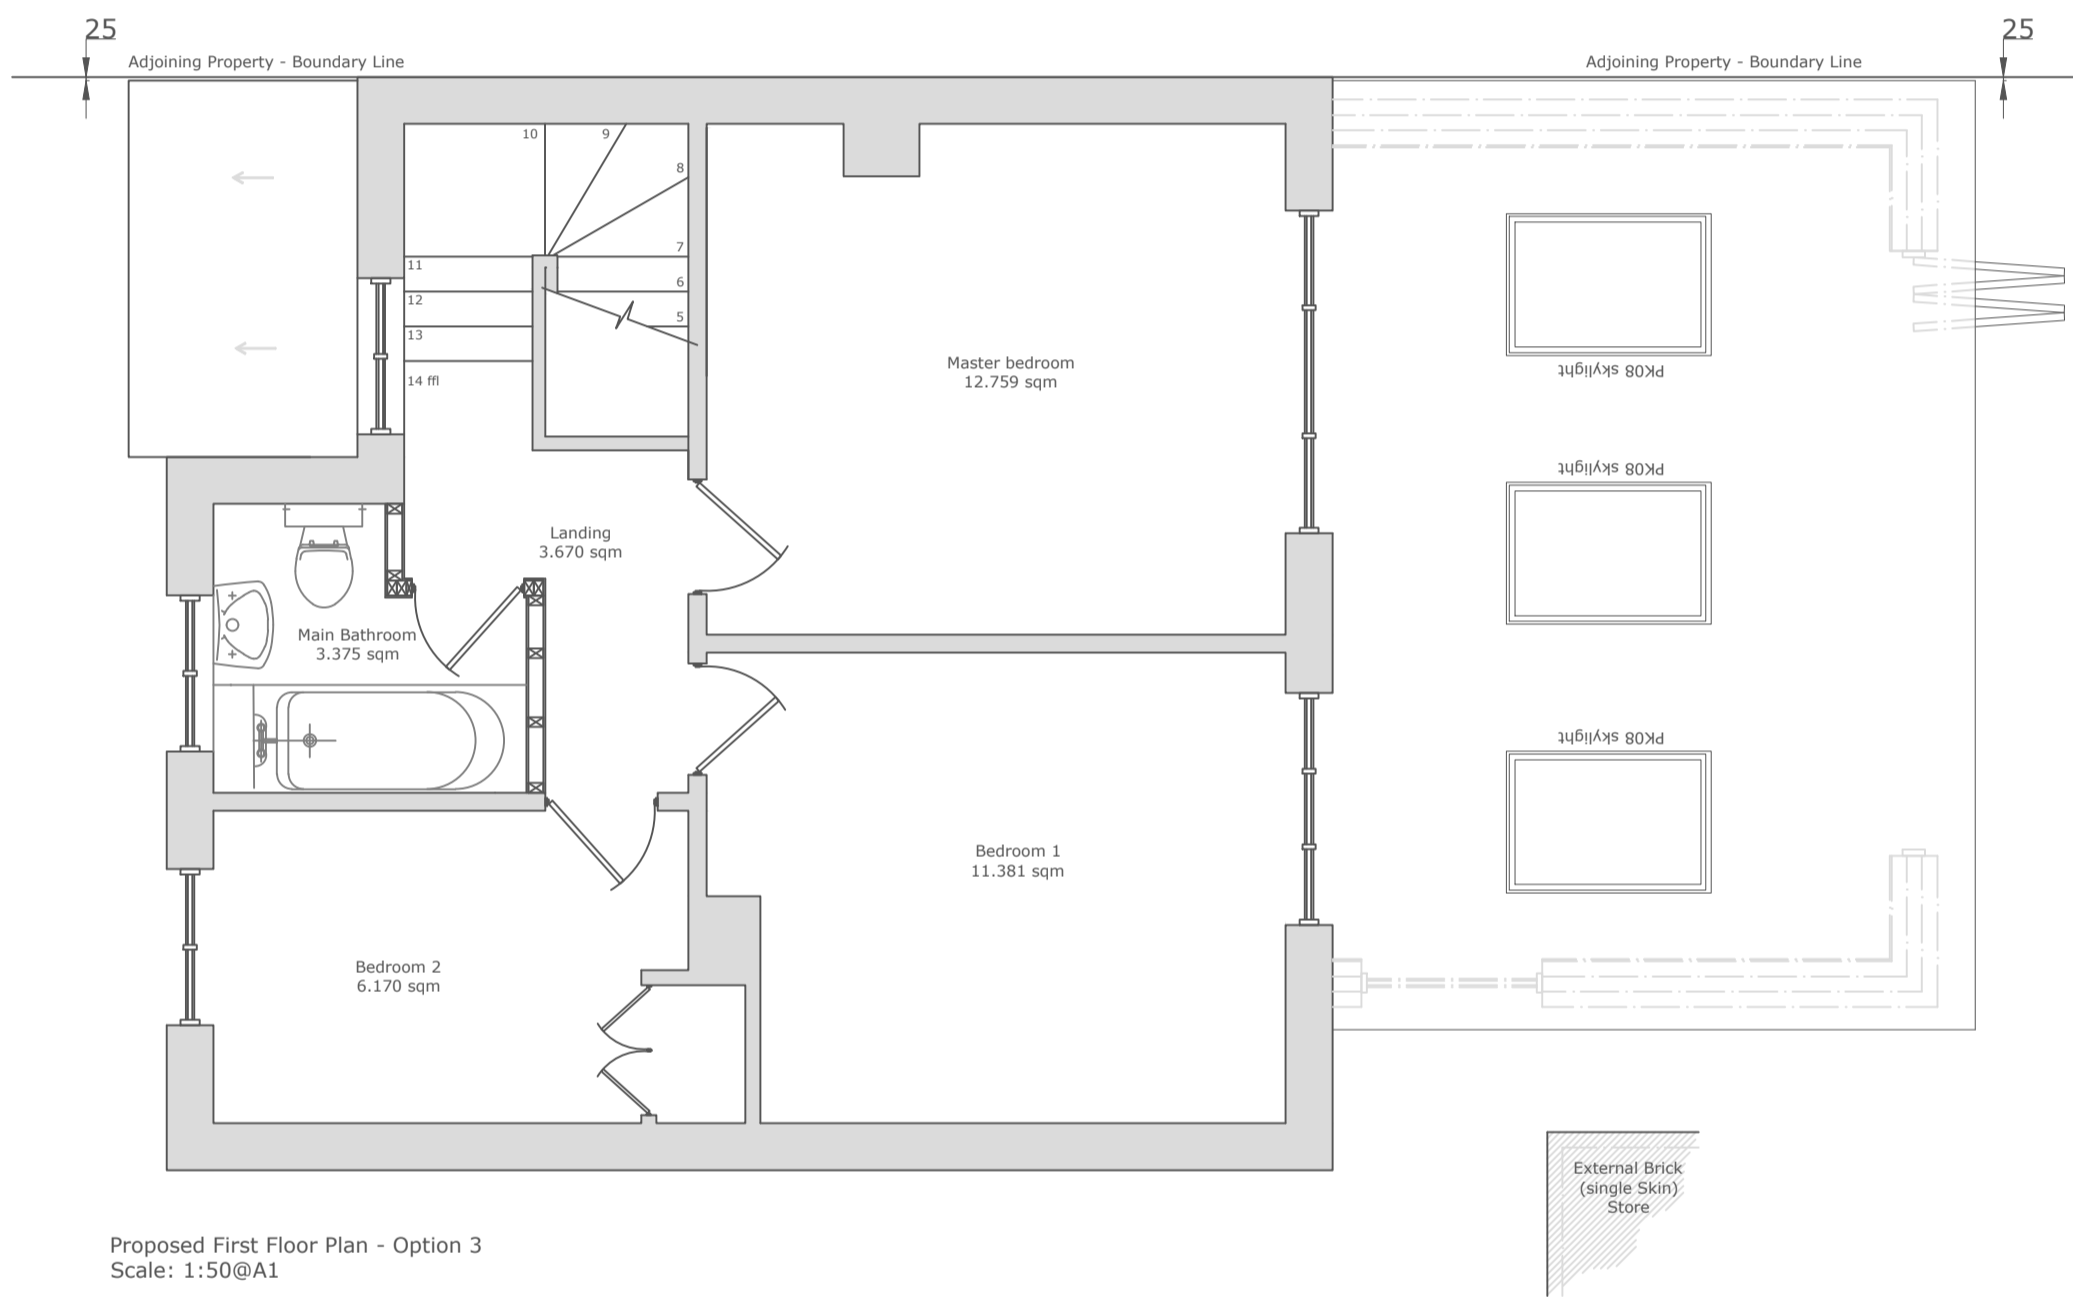 25
25
Adjoining Property - Boundary Line
Adjoining Property - Boundary Line
10
9
8
7
6
5
11
12
13
14 ffl
Master bedroom
12.759 sqm
PK08 skylight
PK08 skylight
PK08 skylight
Landing
3.670 sqm
Main Bathroom
3.375 sqm
Bedroom 1
11.381 sqm
Bedroom 2
6.170 sqm
External Brick
(single Skin)
Store
Proposed First Floor Plan - Option 3
Scale: 1:50@A1